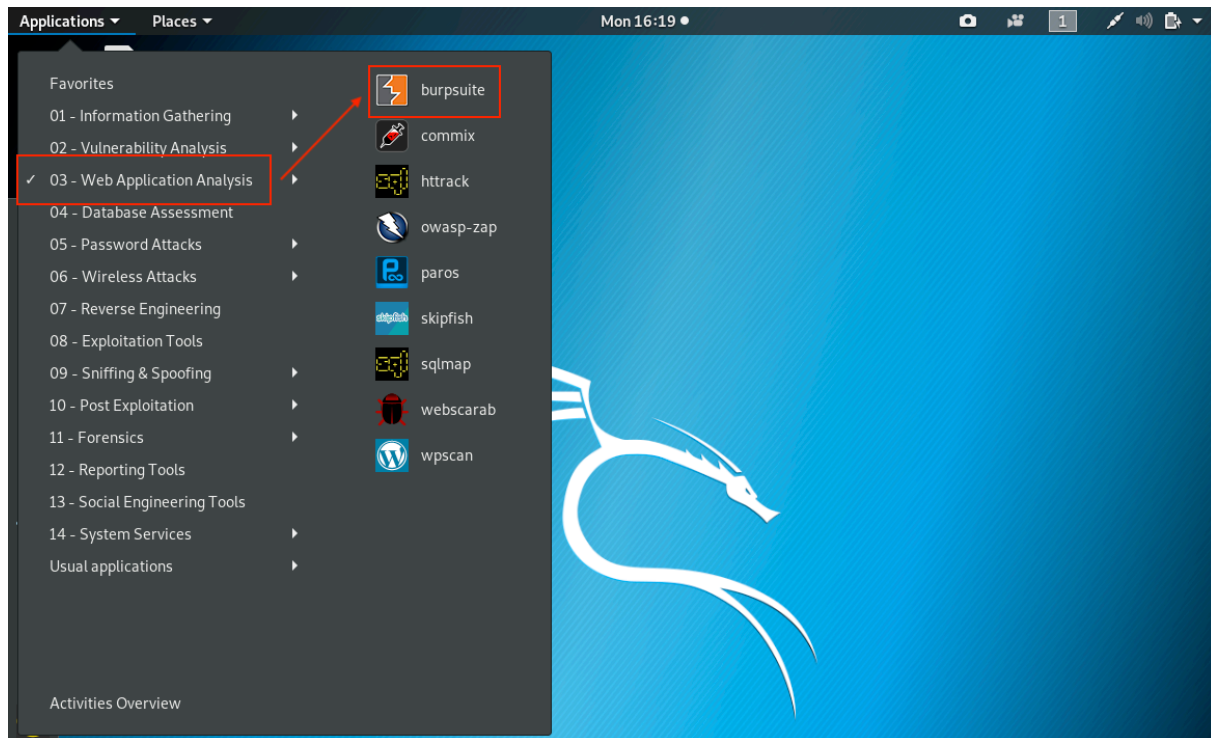 Applications Places Mon 16:19 1
Favorites
01 - Information Gathering
02 - Vulnerability Analysis
03 - Web Application Analysis
04 - Database Assessment
05 - Password Attacks
06 - Wireless Attacks
07 - Reverse Engineering
08 - Exploitation Tools
09 - Sniffing & Spoofing
10 - Post Exploitation
11 - Forensics
12 - Reporting Tools
13 - Social Engineering Tools
14 - System Services
Usual applications
Activities Overview
burpsuite
commix
httrack
owasp-zap
paros
skipfish
sqlmap
webscarab
wpscan